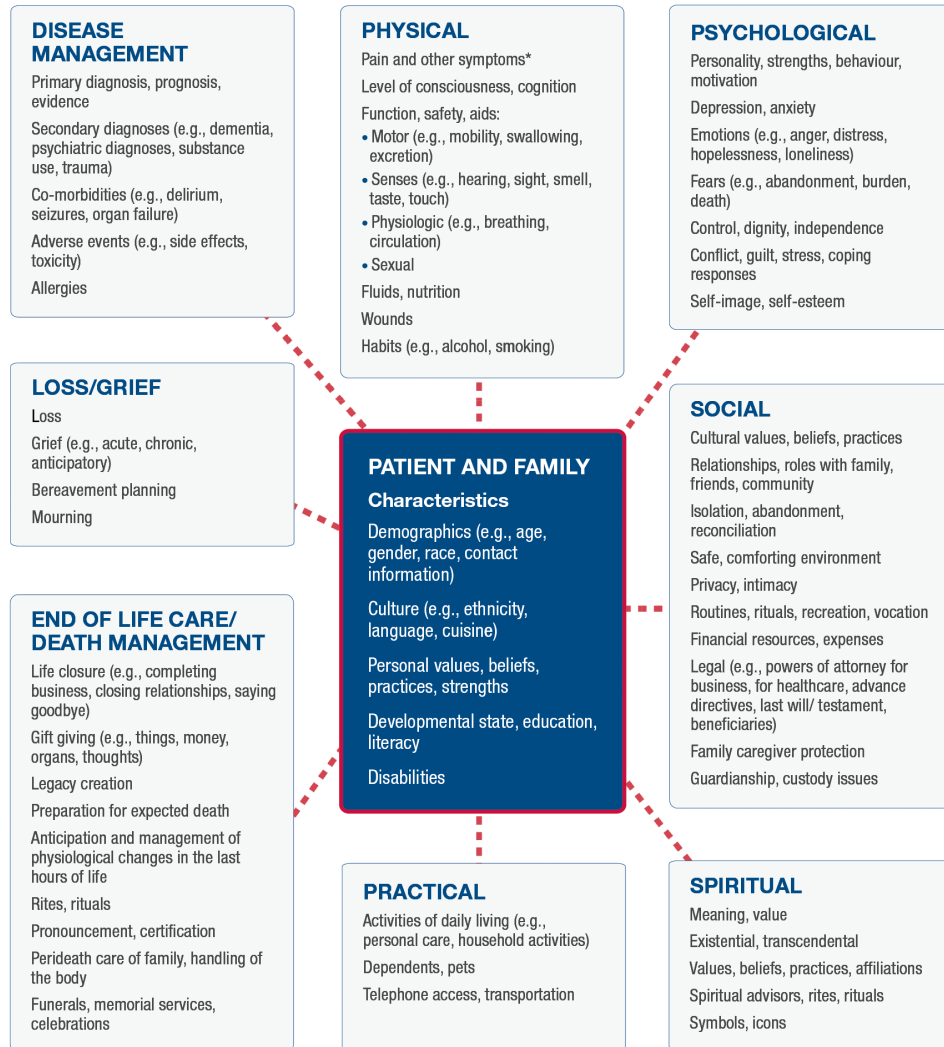 DISEASE
MANAGEMENT
Primary diagnosis, prognosis,
evidence
Secondary diagnoses (e.g., dementia,
psychiatric diagnoses, substance
use, trauma)
Co-morbidities (e.g., delirium,
seizures, organ failure)
Adverse events (e.g., side effects,
toxicity)
Allergies
PHYSICAL
Pain and other symptoms*
Level of consciousness, cognition
Function, safety, aids:
• Motor (e.g., mobility, swallowing,
excretion)
• Senses (e.g., hearing, sight, smell,
taste, touch)
• Physiologic (e.g., breathing,
circulation)
• Sexual
Fluids, nutrition
Wounds
Habits (e.g., alcohol, smoking)
PSYCHOLOGICAL
Personality, strengths, behaviour,
motivation
Depression, anxiety
Emotions (e.g., anger, distress,
hopelessness, loneliness)
Fears (e.g., abandonment, burden,
death)
Control, dignity, independence
Conflict, guilt, stress, coping
responses
Self-image, self-esteem
LOSS/GRIEF
Loss
Grief (e.g., acute, chronic,
anticipatory)
Bereavement planning
Mourning
PATIENT AND FAMILY
Characteristics
Demographics (e.g., age,
gender, race, contact
information)
Culture (e.g., ethnicity,
language, cuisine)
Personal values, beliefs,
practices, strengths
Developmental state, education,
literacy
Disabilities
SOCIAL
Cultural values, beliefs, practices
Relationships, roles with family,
friends, community
Isolation, abandonment,
reconciliation
Safe, comforting environment
Privacy, intimacy
Routines, rituals, recreation, vocation
Financial resources, expenses
Legal (e.g., powers of attorney for
business, for healthcare, advance
directives, last will/ testament,
beneficiaries)
Family caregiver protection
Guardianship, custody issues
END OF LIFE CARE/
DEATH MANAGEMENT
Life closure (e.g., completing
business, closing relationships, saying
goodbye)
Gift giving (e.g., things, money,
organs, thoughts)
Legacy creation
Preparation for expected death
Anticipation and management of
physiological changes in the last
hours of life
Rites, rituals
Pronouncement, certification
Perideath care of family, handling of
the body
Funerals, memorial services,
celebrations
PRACTICAL
Activities of daily living (e.g.,
personal care, household activities)
Dependents, pets
Telephone access, transportation
SPIRITUAL
Meaning, value
Existential, transcendental
Values, beliefs, practices, affiliations
Spiritual advisors, rites, rituals
Symbols, icons